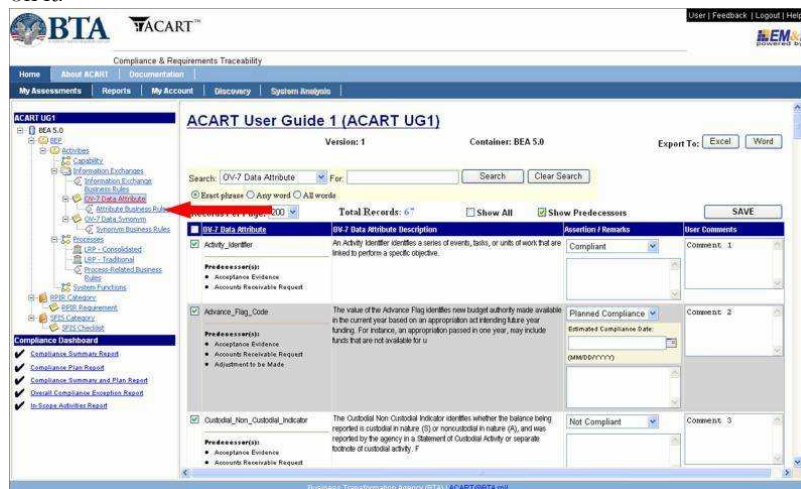 BTA
ACART™
User | Feedback | Logout | Help
EM&
powered by
Compliance & Requirements Traceability
Home About ACART Documentation
My Assessments Reports My Account Discovery System Analysis
ACART UG1
BEA 5.0
BEP
Activities
Capability
Information Exchanges
Information Exchange
Business Rules
OV-7 Data Attribute
Attribute Business Rules
OV-7 Data Synonym
Synonym Business Rules
Processes
LRP - Consolidated
LRP - Traditional
Process-Related Business
Rules
System Functions
RPIR Category
RPIR Requirement
SFIS Category
SFIS Checklist
Compliance Dashboard
Compliance Summary Report
Compliance Plan Report
Compliance Summary and Plan Report
Overall Compliance Exception Report
In-Scope Activities Report
ACART User Guide 1 (ACART UG1)
Version: 1 Container: BEA 5.0 Export To: Excel Word
Search: OV-7 Data Attribute For: Search Clear Search
Exact phrase Any word All words
Records Per Page: 200 Total Records: 6 Show All Show Predecessors SAVE
OV-7 Data Attribute OV-7 Data Attribute Description Assertion / Remarks User Comments
Activity_Identifier
An Activity Identifier identifies a series of events, tasks, or units of work that are
linked to perform a specific objective.
Compliant
Comment 1
Predecessor(s):
Acceptance Evidence
Accounts Receivable Request
Advance_Flag_Code
The value of the Advance Flag identifies new budget authority made available
in the current year based on an appropriation act intending future year
funding. For instance, an appropriation passed in one year, may include
funds that are not available for u
Planned Compliance
Estimated Compliance Date:
(MM/DD/YYYY)
Comment 2
Predecessor(s):
Acceptance Evidence
Accounts Receivable Request
Adjustment to be Made
Custodial_Non_Custodial_Indicator
The Custodial Non Custodial Indicator identifies whether the balance being
reported is custodial in nature (S) or noncustodial in nature (A), and was
reported by the agency in a Statement of Custodial Activity or separate
footnote of custodial activity. F
Not Compliant
Comment 3
Predecessor(s):
Acceptance Evidence
Accounts Receivable Request
Business Transformation Agency (BTA) | ACART@BTA.mil